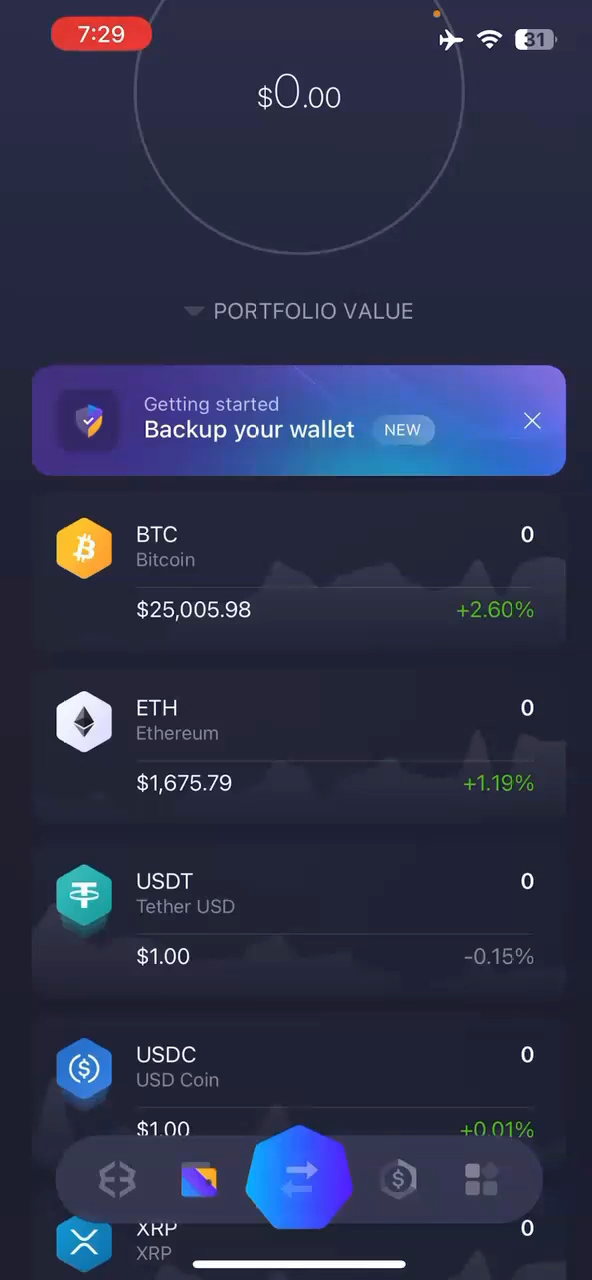 7:29
31
$0.00
PORTFOLIO VALUE
Getting started
Backup your wallet NEW
BTC 0
Bitcoin
$25,005.98 +2.60%
ETH 0
Ethereum
$1,675.79 +1.19%
USDT 0
Tether USD
$1.00 -0.15%
USDC 0
USD Coin
$1.00 +0.01%
XRP 0
XRP